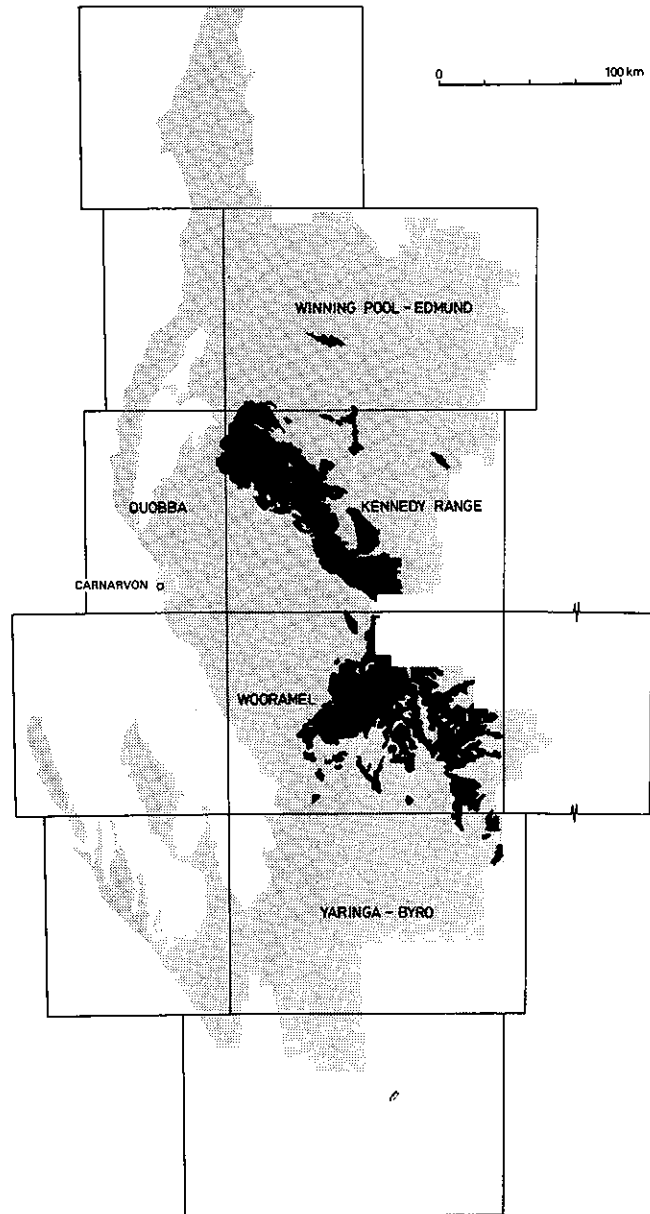 0 100 km
WINNING POOL - EDMUND
QUOBBA
KENNEDY RANGE
CARNARVON
WOORAMEL
YARINGA - BYRO